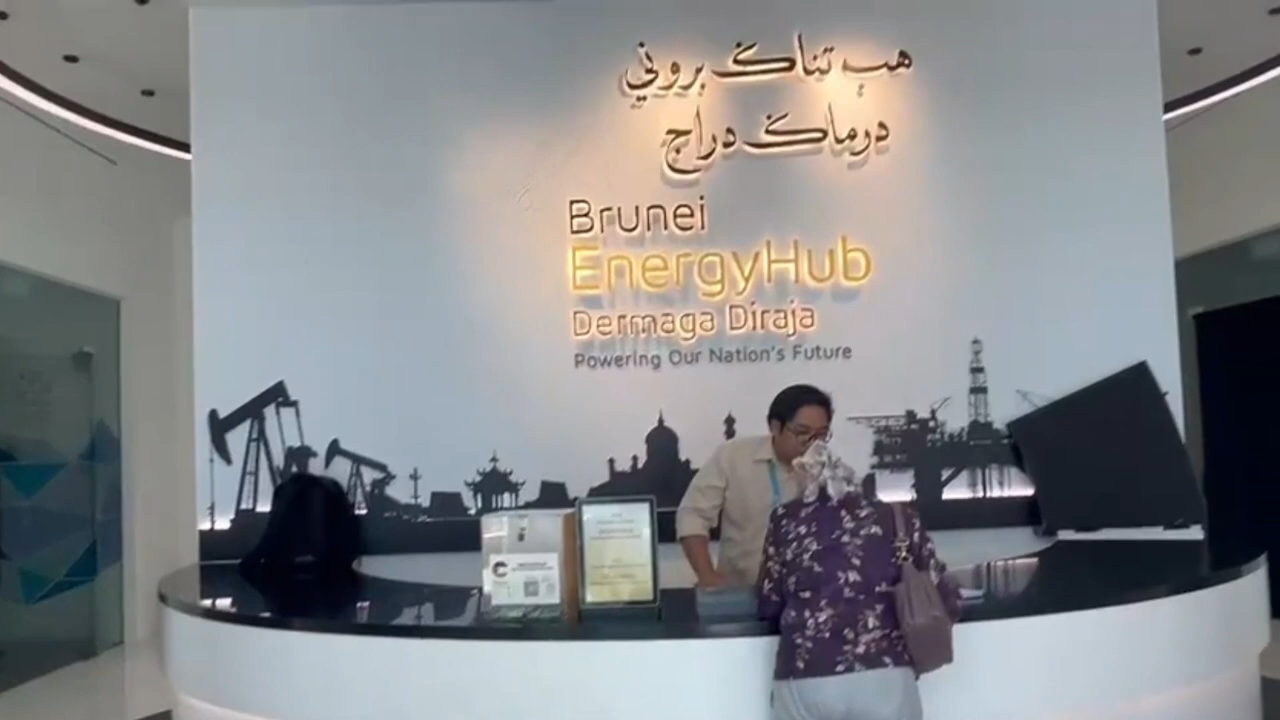 هب تناݢ بروني
درماݢ دراج
Brunei
EnergyHub
Dermaga Diraja
Powering Our Nation's Future